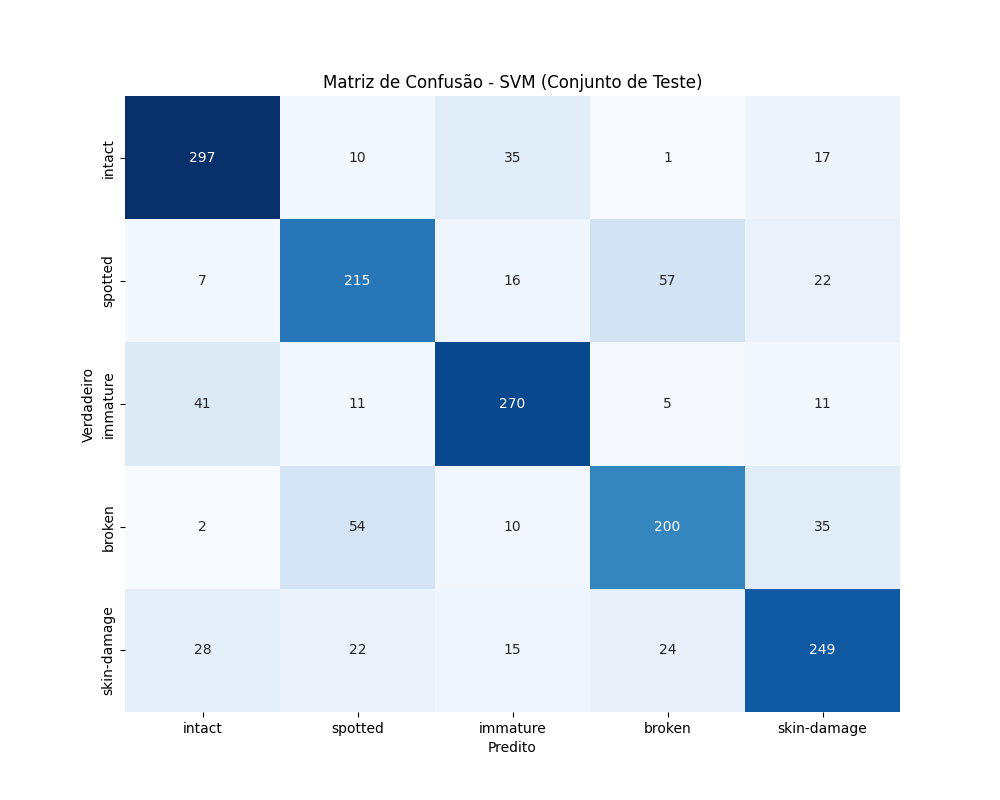 Matriz de Confusão - SVM (Conjunto de Teste)
Verdadeiro
intact 297 10 35 1 17
spotted 7 215 16 57 22
immature 41 11 270 5 11
broken 2 54 10 200 35
skin-damage 28 22 15 24 249
intact spotted immature broken skin-damage
Predito